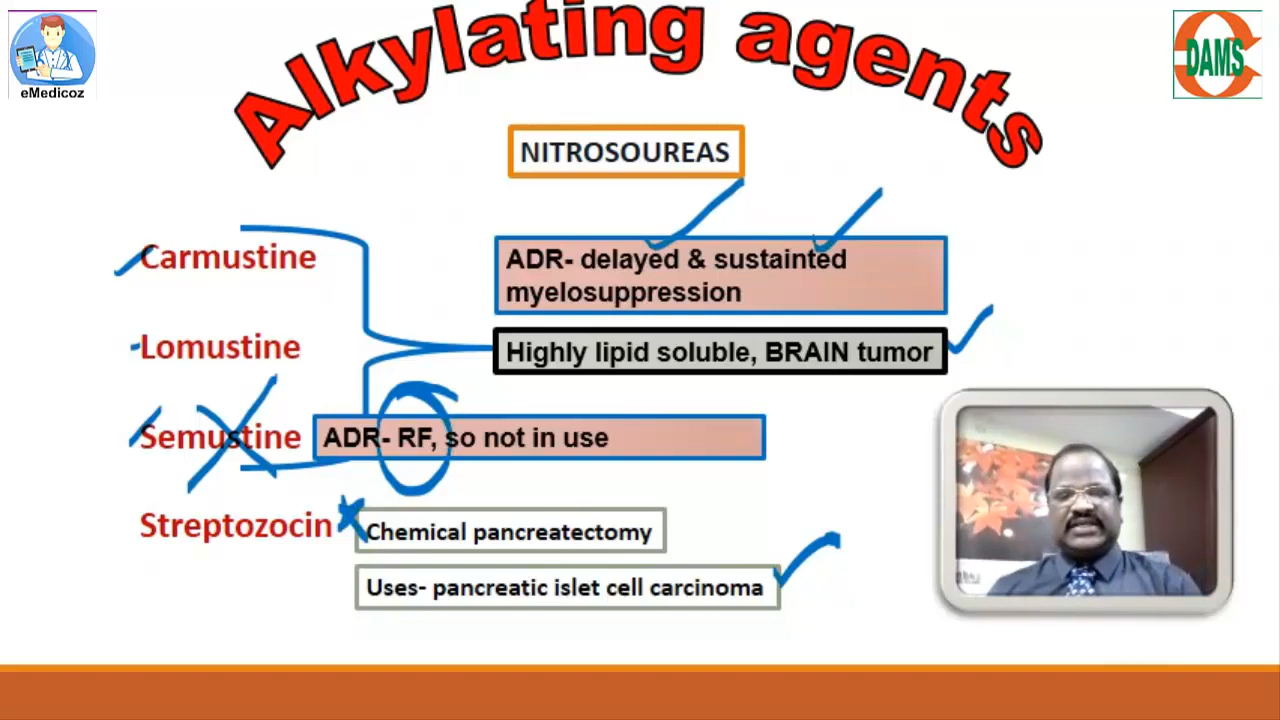 eMedicoz
Alkylating agents
DAMS
NITROSOUREAS
Carmustine
ADR- delayed & sustainted
myelosuppression
Lomustine
Highly lipid soluble, BRAIN tumor
Semustine
ADR- RF, so not in use
Streptozocin
Chemical pancreatectomy
Uses- pancreatic islet cell carcinoma